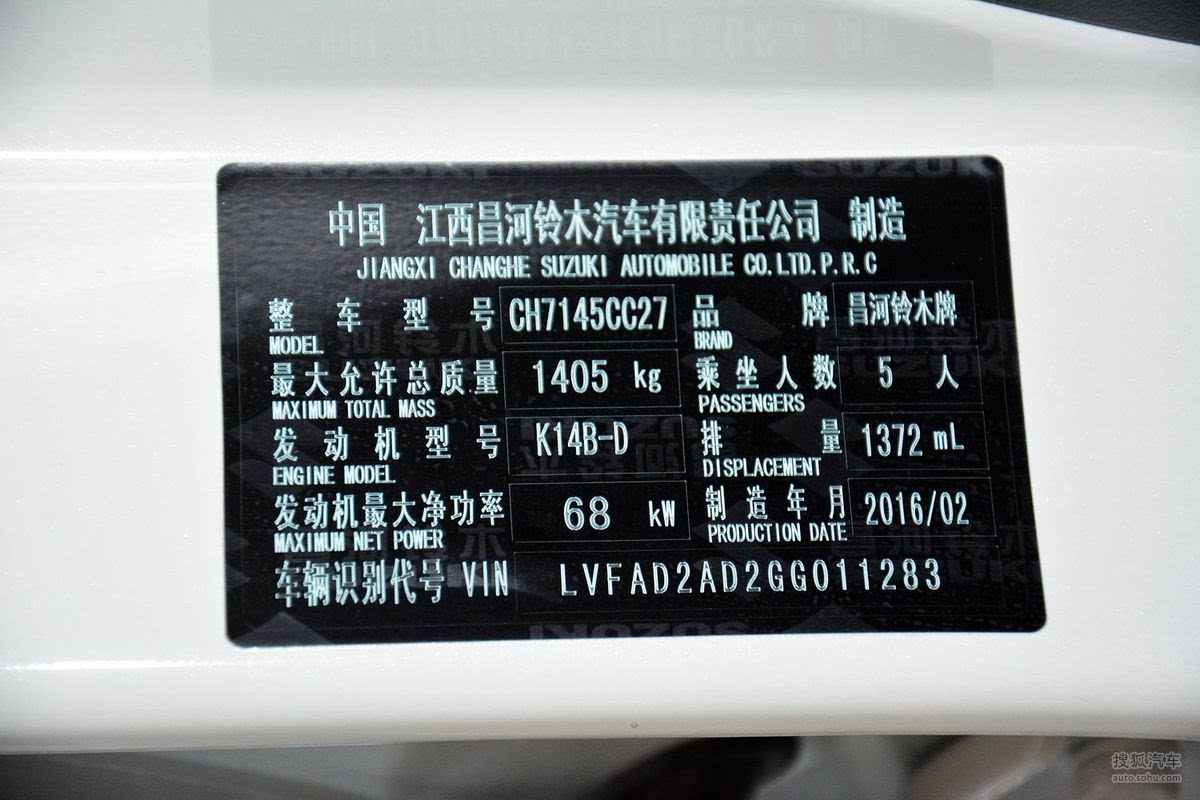 中国 江西昌河铃木汽车有限责任公司 制造
JIANGXI CHANGHE SUZUKI AUTOMOBILE CO.LTD.P.R.C
整车型号 CH7145CC27 品牌 昌河铃木牌
MODEL BRAND
最大允许总质量 1405 kg 乘坐人数 5 人
MAXIMUM TOTAL MASS PASSENGERS
发动机型号 K14B-D 排量 1372 mL
ENGINE MODEL DISPLACEMENT
发动机最大净功率 68 kW 制造年月 2016/02
MAXIMUM NET POWER PRODUCTION DATE
车辆识别代号 VIN LVFAD2AD2GG011283
搜狐汽车
auto.sohu.com